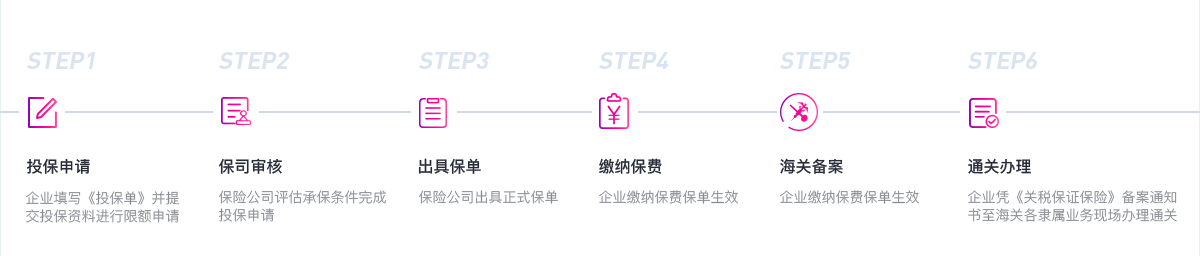 STEP1
投保申请
企业填写《投保单》并提
交投保资料进行限额申请
STEP2
保司审核
保险公司评估承保条件完成
投保申请
STEP3
出具保单
保险公司出具正式保单
STEP4
缴纳保费
企业缴纳保费保单生效
STEP5
海关备案
企业缴纳保费保单生效
STEP6
通关办理
企业凭《关税保证保险》备案通知
书至海关各隶属业务现场办理通关